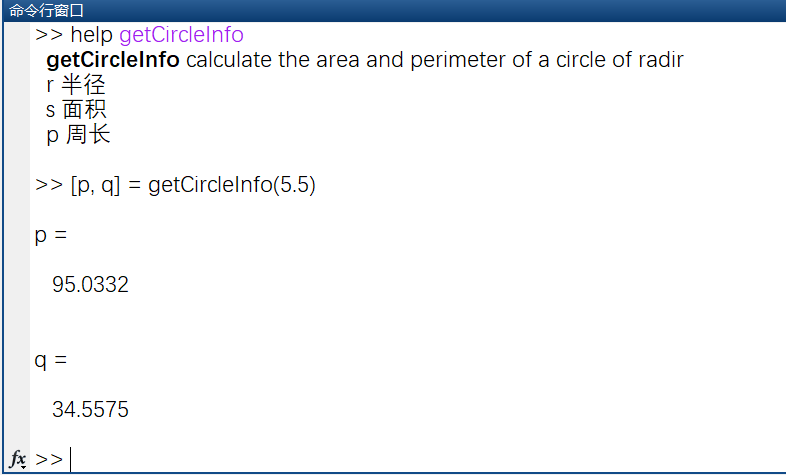 命令行窗口
>> help getCircleInfo
getCircleInfo calculate the area and perimeter of a circle of radir
r 半径
s 面积
p 周长
>> [p, q] = getCircleInfo(5.5)
p =
95.0332
q =
34.5575
fx >>